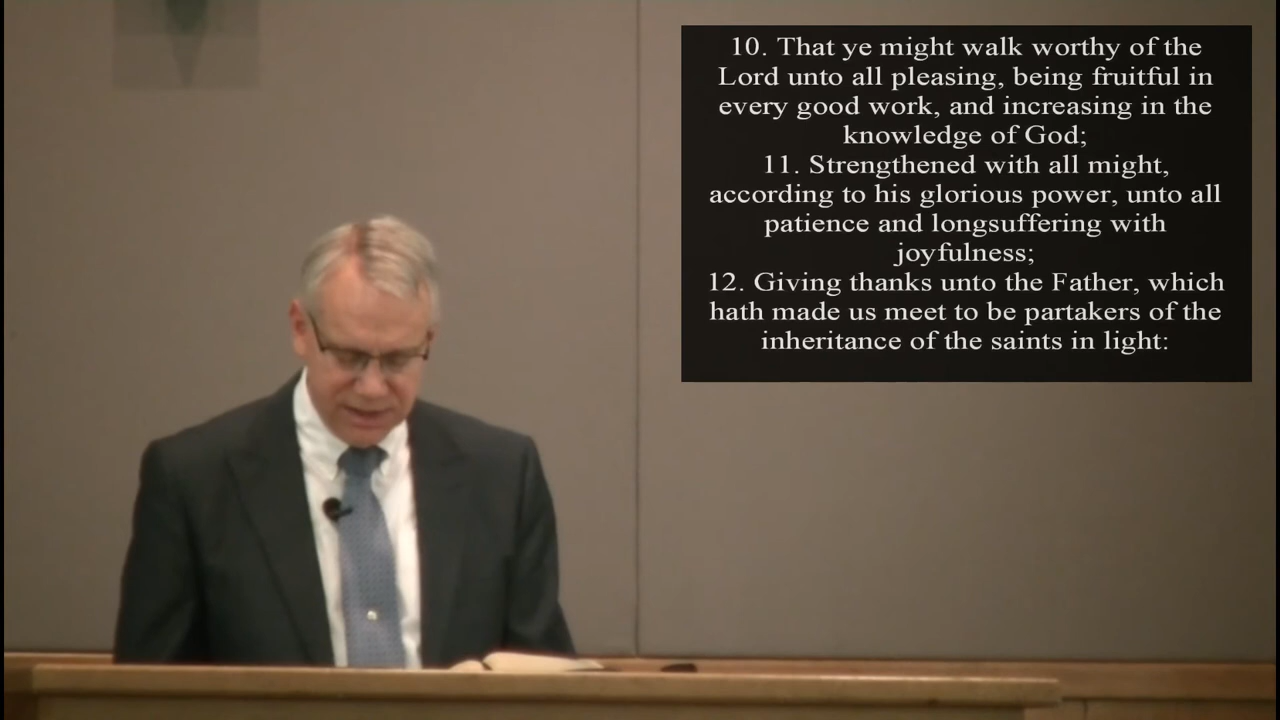 10. That ye might walk worthy of the
Lord unto all pleasing, being fruitful in
every good work, and increasing in the
knowledge of God;
11. Strengthened with all might,
according to his glorious power, unto all
patience and longsuffering with
joyfulness;
12. Giving thanks unto the Father, which
hath made us meet to be partakers of the
inheritance of the saints in light: